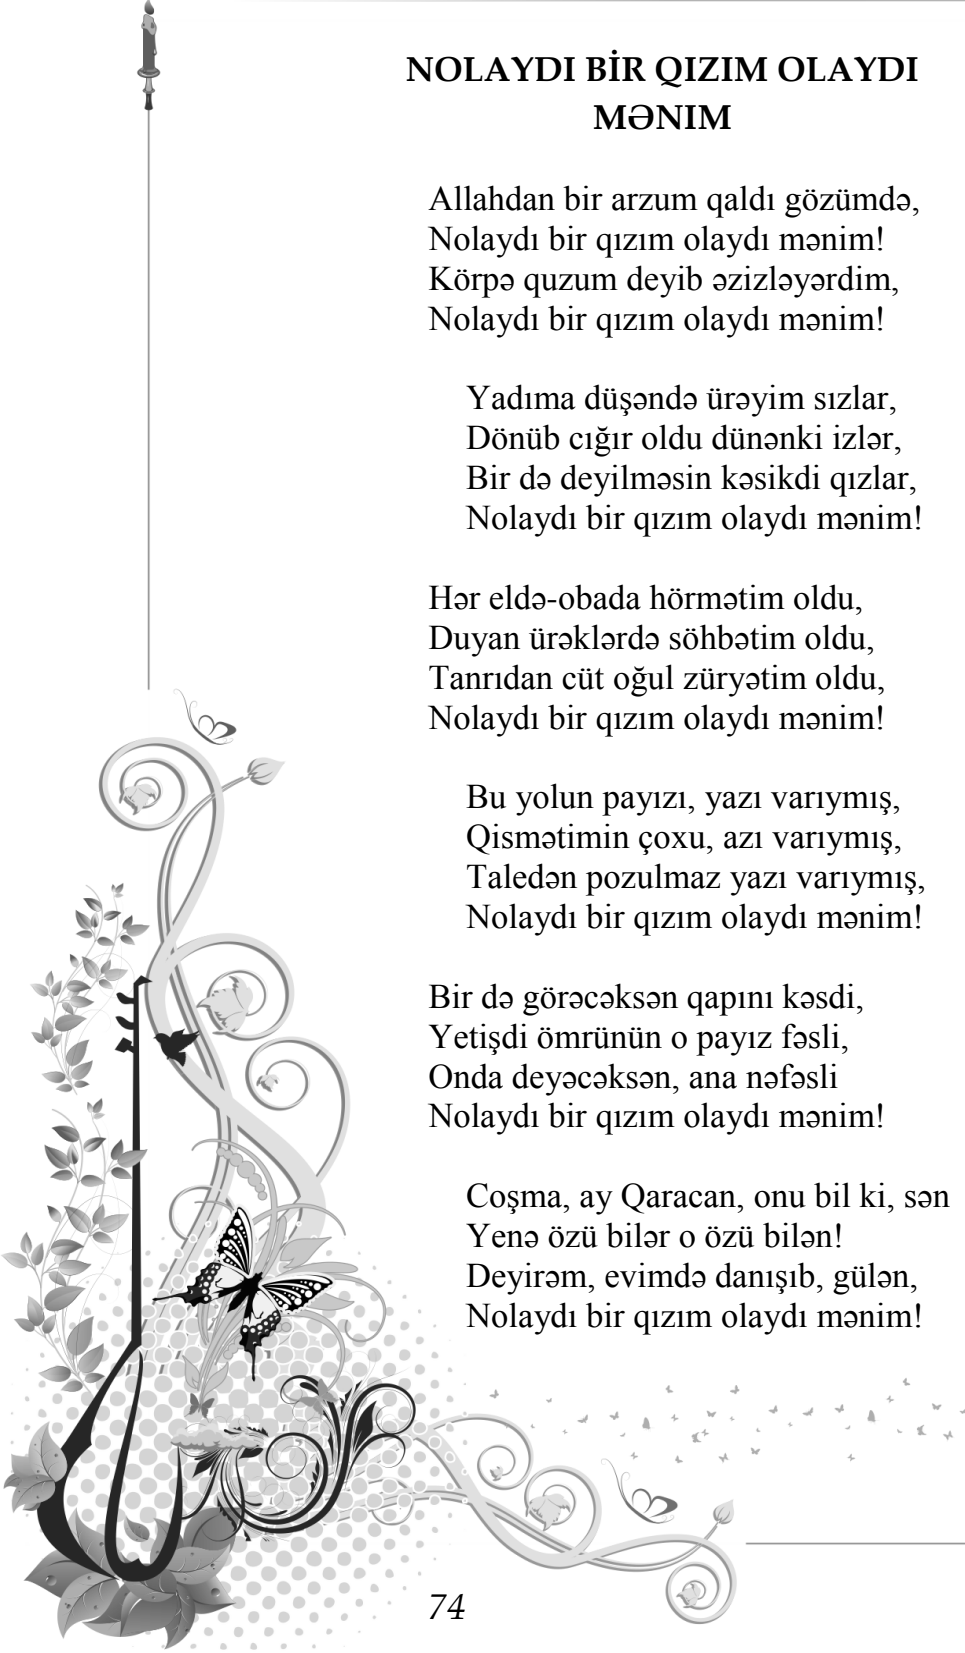 NOLAYDI BİR QIZIM OLAYDI
MƏNIM
Allahdan bir arzum qaldı gözümdə,
Nolaydı bir qızım olaydı mənim!
Körpə quzum deyib əzizləyərdim,
Nolaydı bir qızım olaydı mənim!
Yadıma düşəndə ürəyim sızlar,
Dönüb cığır oldu dünənki izlər,
Bir də deyilməsin kəsikdi qızlar,
Nolaydı bir qızım olaydı mənim!
Hər eldə-obada hörmətim oldu,
Duyan ürəklərdə söhbətim oldu,
Tanrıdan cüt oğul züryətim oldu,
Nolaydı bir qızım olaydı mənim!
Bu yolun payızı, yazı varıymış,
Qismətimin çoxu, azı varıymış,
Taledən pozulmaz yazı varıymış,
Nolaydı bir qızım olaydı mənim!
Bir də görəcəksən qapını kəsdi,
Yetişdi ömrünün o payız fəsli,
Onda deyəcəksən, ana nəfəsli
Nolaydı bir qızım olaydı mənim!
Coşma, ay Qaracan, onu bil ki, sən
Yenə özü bilər o özü bilən!
Deyirəm, evimdə danışıb, gülən,
Nolaydı bir qızım olaydı mənim!
74